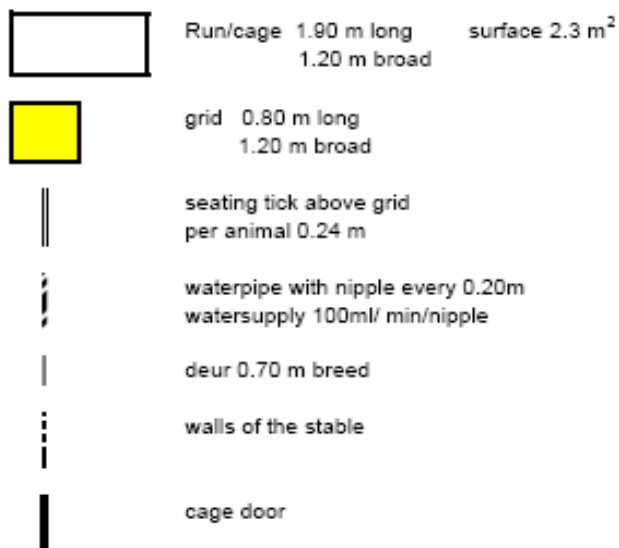 Run/cage 1.90 m long surface 2.3 m²
1.20 m broad
grid 0.80 m long
1.20 m broad
seating tick above grid
per animal 0.24 m
waterpipe with nipple every 0.20m
watersupply 100ml/ min/nipple
deur 0.70 m breed
walls of the stable
cage door